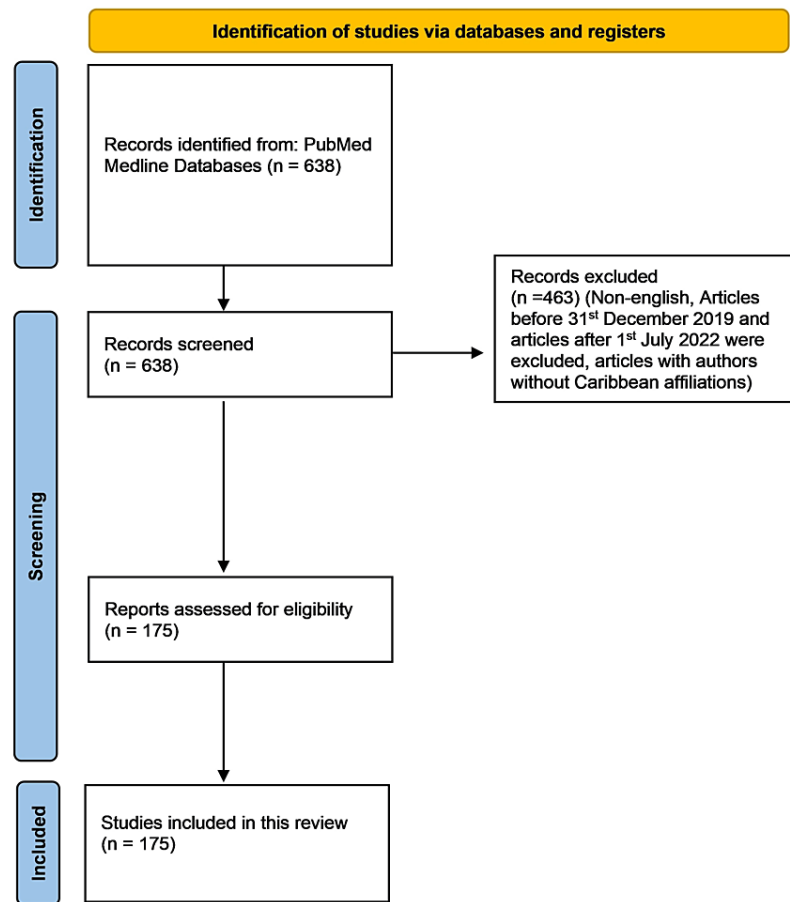 Identification of studies via databases and registers
Identification
Records identified from: PubMed
Medline Databases (n = 638)
Records excluded
(n =463) (Non-english, Articles
before 31st December 2019 and
articles after 1st July 2022 were
excluded, articles with authors
without Caribbean affiliations)
Screening
Records screened
(n = 638)
Reports assessed for eligibility
(n = 175)
Included
Studies included in this review
(n = 175)